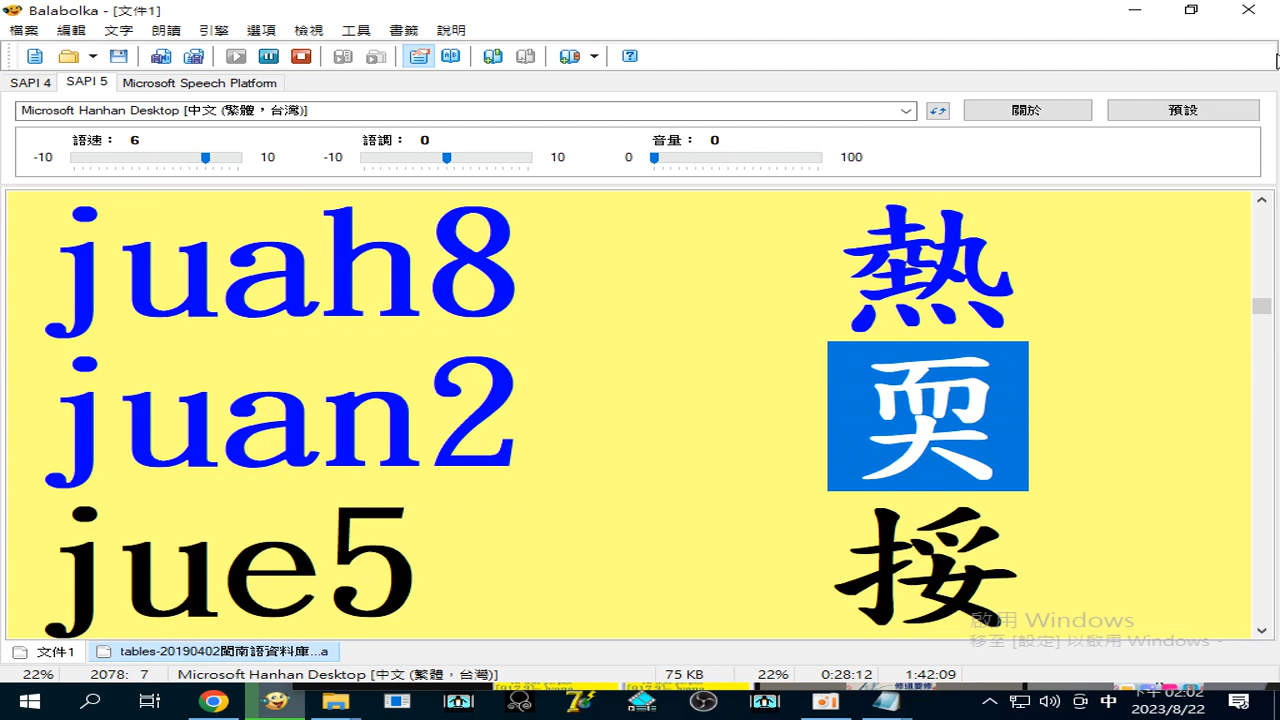 Balabolka - [文件1]
檔案 編輯 文字 朗讀 引擎 選項 檢視 工具 書籤 說明
SAPI 4 SAPI 5 Microsoft Speech Platform
Microsoft Hanhan Desktop [中文 (繁體，台灣)] 關於 預設
語速： 6 語調： 0 音量： 0
-10 10 -10 10 0 100
juah8 熱
juan2 耎
jue5 挼
啟用 Windows
移至 [設定] 以啟用 Windows。
文件1 tables-20190402閩南語資料庫...a
22% 2078: 7 Microsoft Hanhan Desktop [中文 (繁體，台灣)] 75 KB 22% 0:28:12 1:42:09
中 下午 02:02
2023/8/22